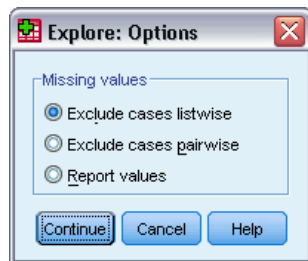 Explore: Options
Missing values
Exclude cases listwise
Exclude cases pairwise
Report values
Continue Cancel Help